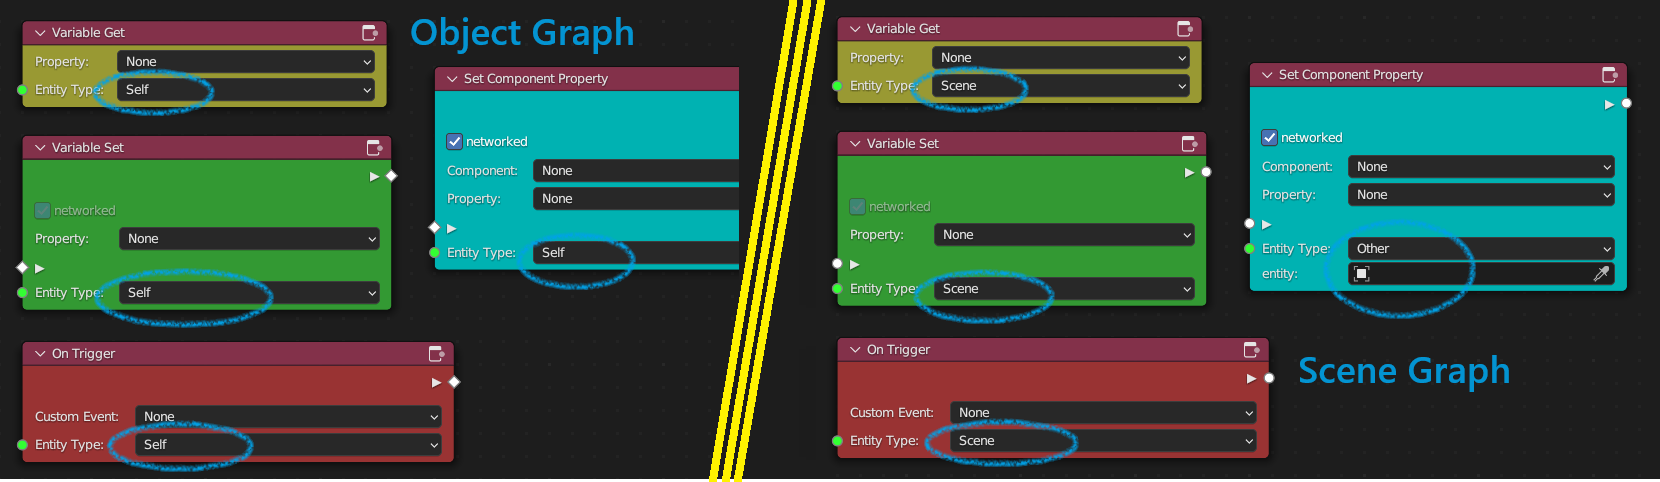 Object Graph
Variable Get
Property: None
Entity Type: Self
Set Component Property
networked
Component: None
Property: None
Entity Type: Self
Variable Set
networked
Property: None
Entity Type: Self
On Trigger
Custom Event: None
Entity Type: Self
Variable Get
Property: None
Entity Type: Scene
Set Component Property
networked
Component: None
Property: None
Entity Type: Other
entity:
Variable Set
networked
Property: None
Entity Type: Scene
On Trigger
Custom Event: None
Entity Type: Scene
Scene Graph